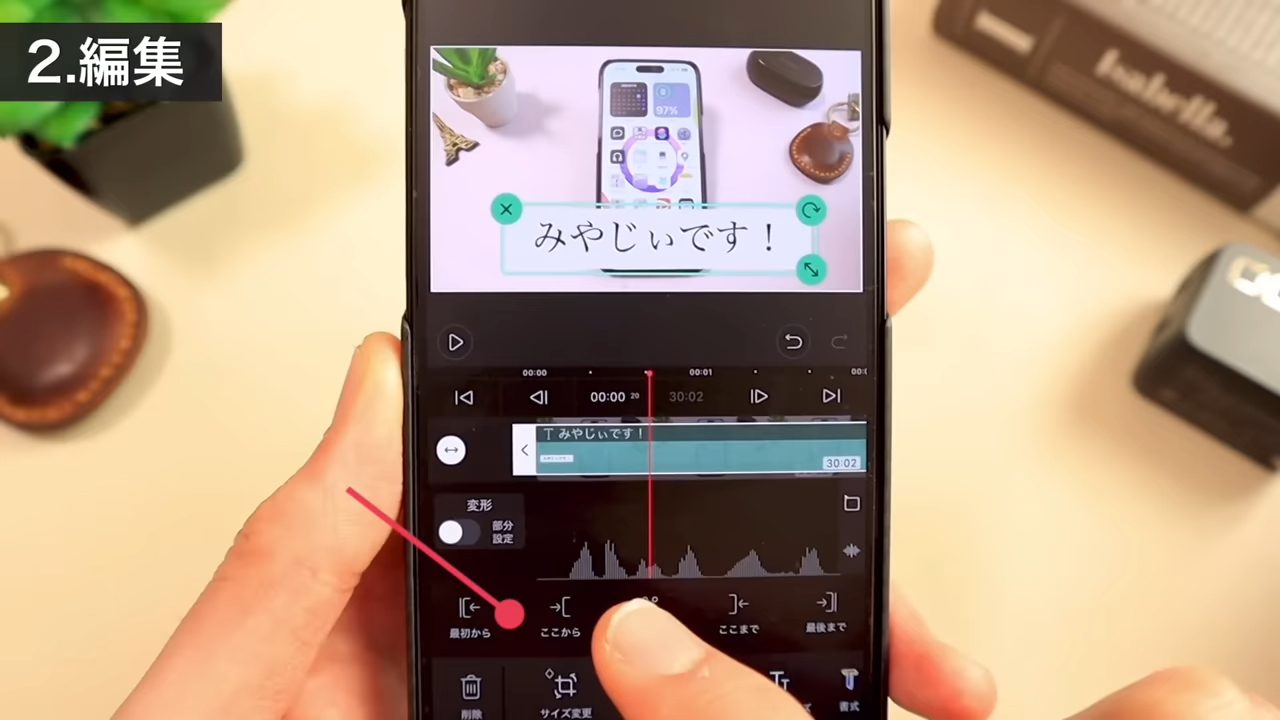 2.編集
97%
みやじぃです！
00:00
00:01
00:00 20
30:02
みやじぃです！
30:02
変形
部分
設定
最初から
ここから
ここまで
最後まで
削除
サイズ変更
書式